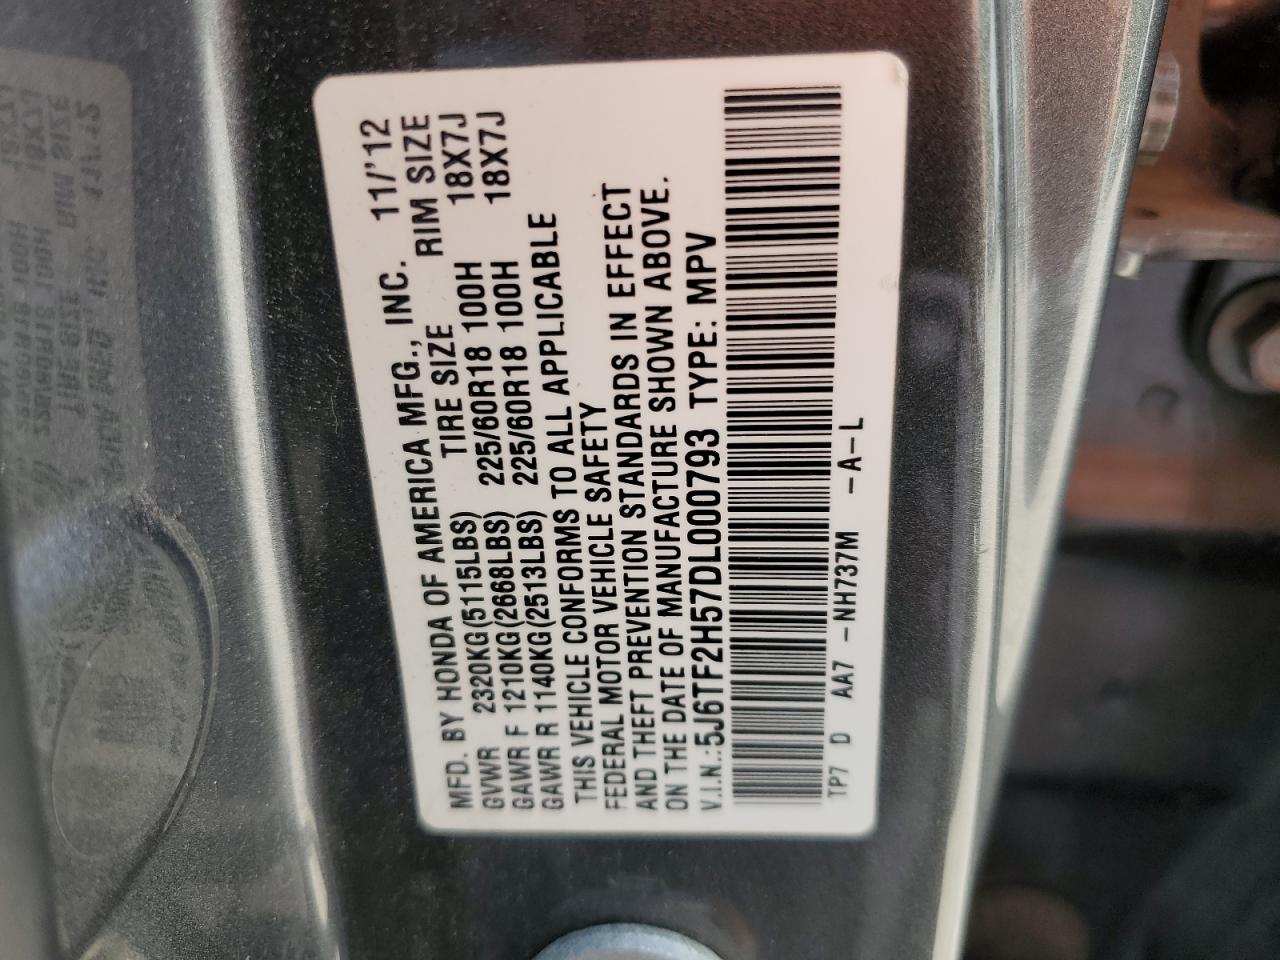 MFD. BY HONDA OF AMERICA MFG., INC. 11/'12
TIRE SIZE RIM SIZE
GVWR 2320KG(5115LBS)
GAWR F 1210KG(2668LBS) 225/60R18 100H 18X7J
GAWR R 1140KG(2513LBS) 225/60R18 100H 18X7J
THIS VEHICLE CONFORMS TO ALL APPLICABLE
FEDERAL MOTOR VEHICLE SAFETY
AND THEFT PREVENTION STANDARDS IN EFFECT
ON THE DATE OF MANUFACTURE SHOWN ABOVE.
V.I.N.:5J6TF2H57DL000793 TYPE: MPV
TP7 D AA7 -NH737M -A-L